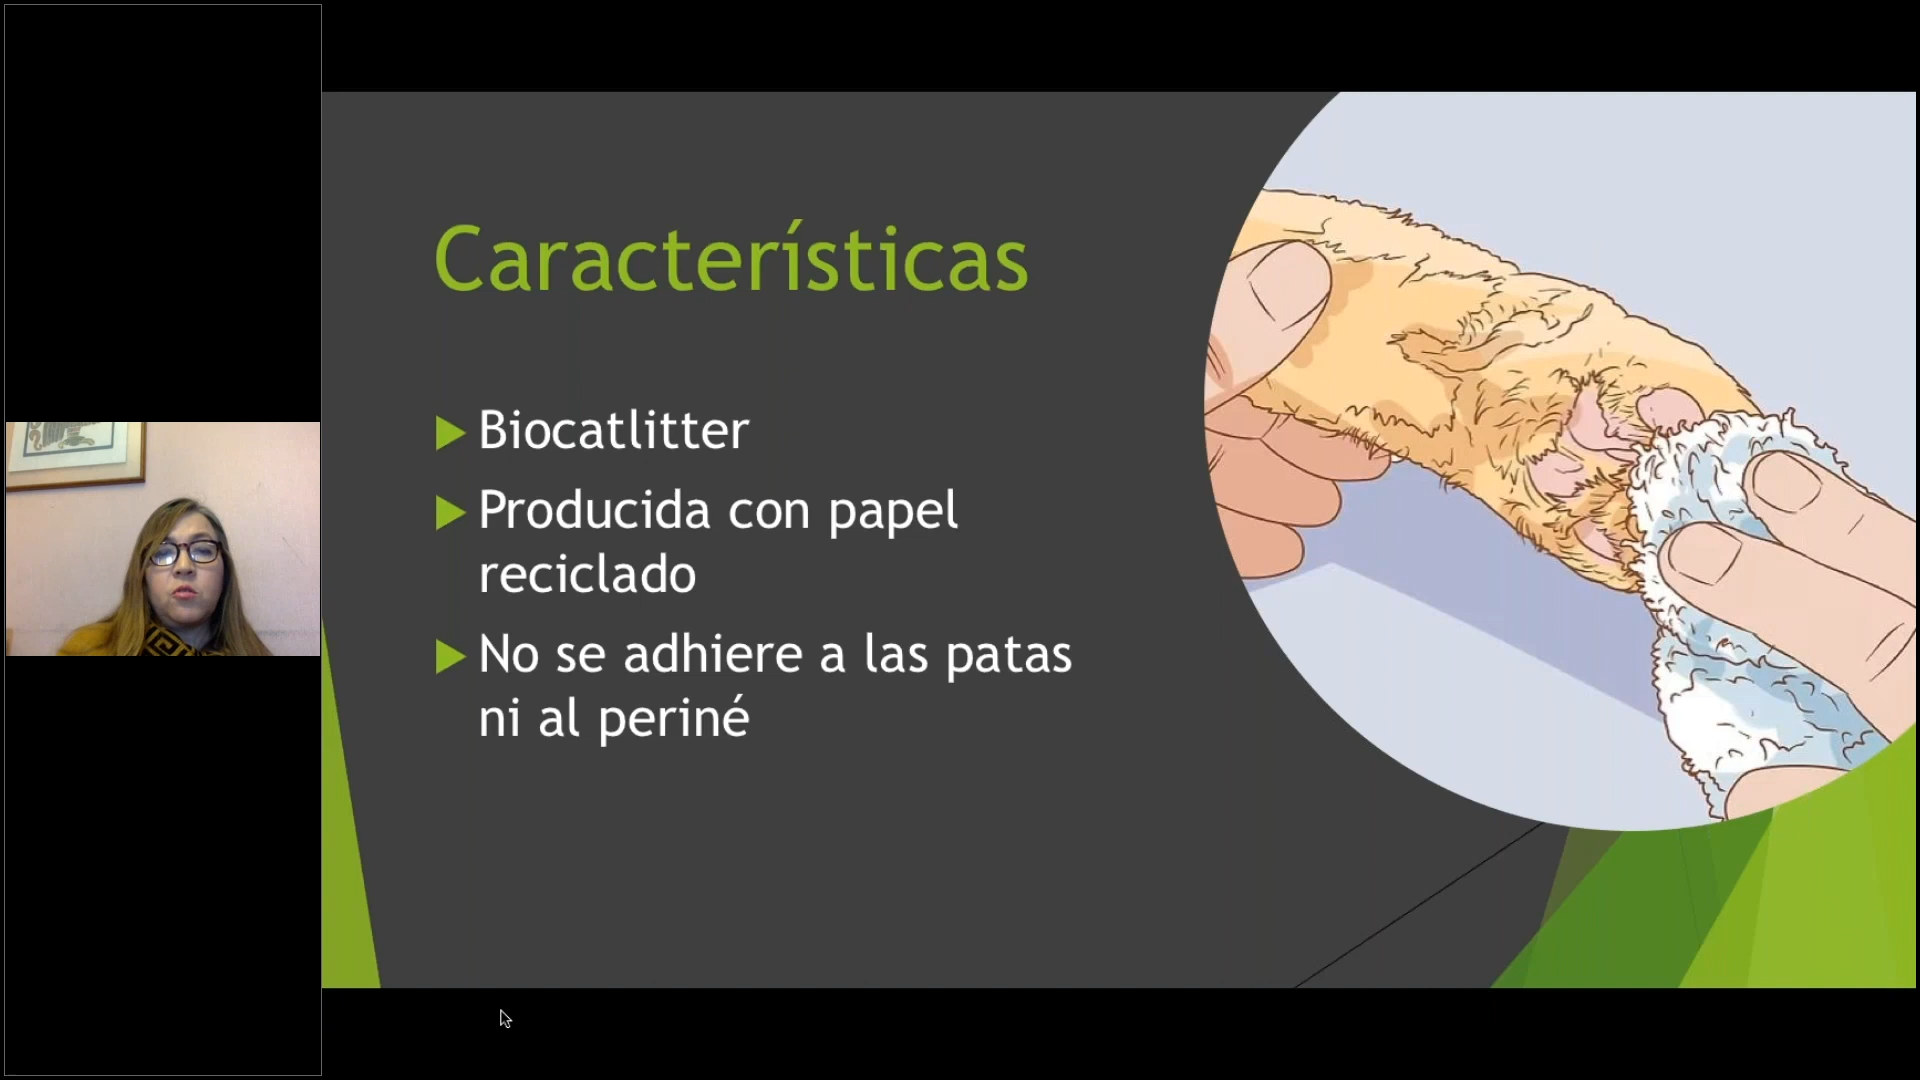 Características
Biocatlitter
Producida con papel
reciclado
No se adhiere a las patas
ni al periné